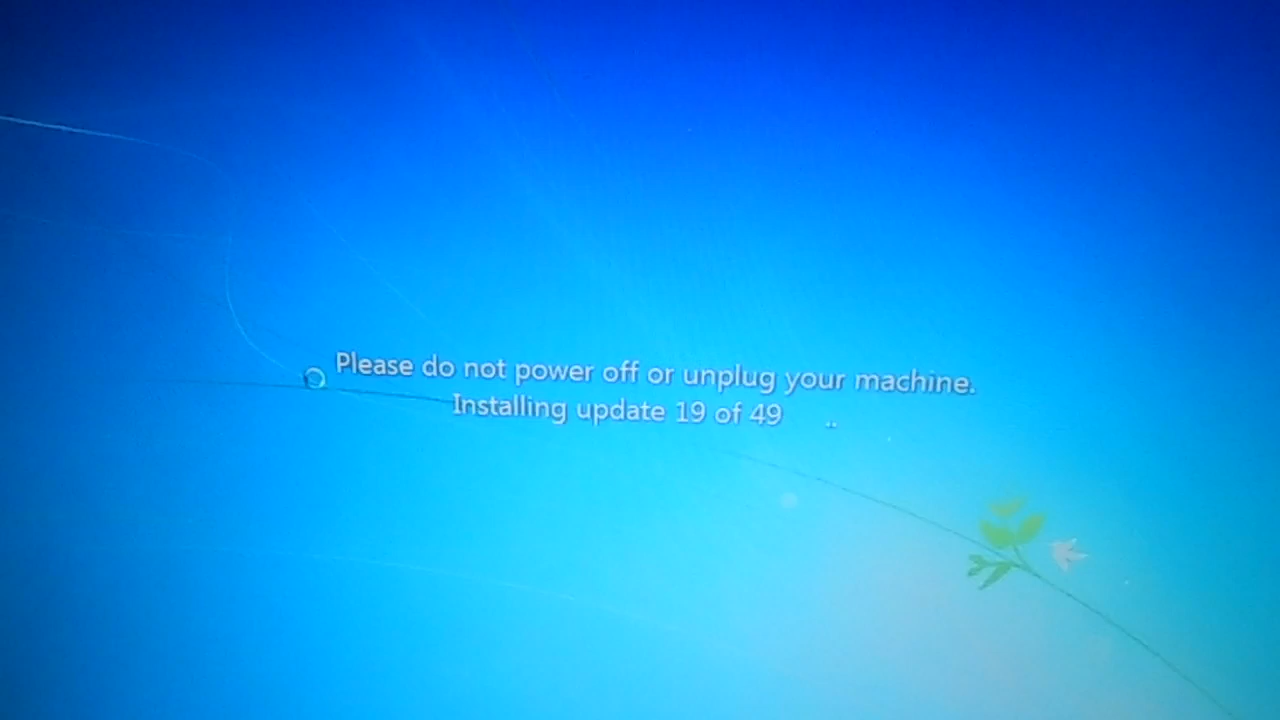 Please do not power off or unplug your machine.
Installing update 19 of 49 ..